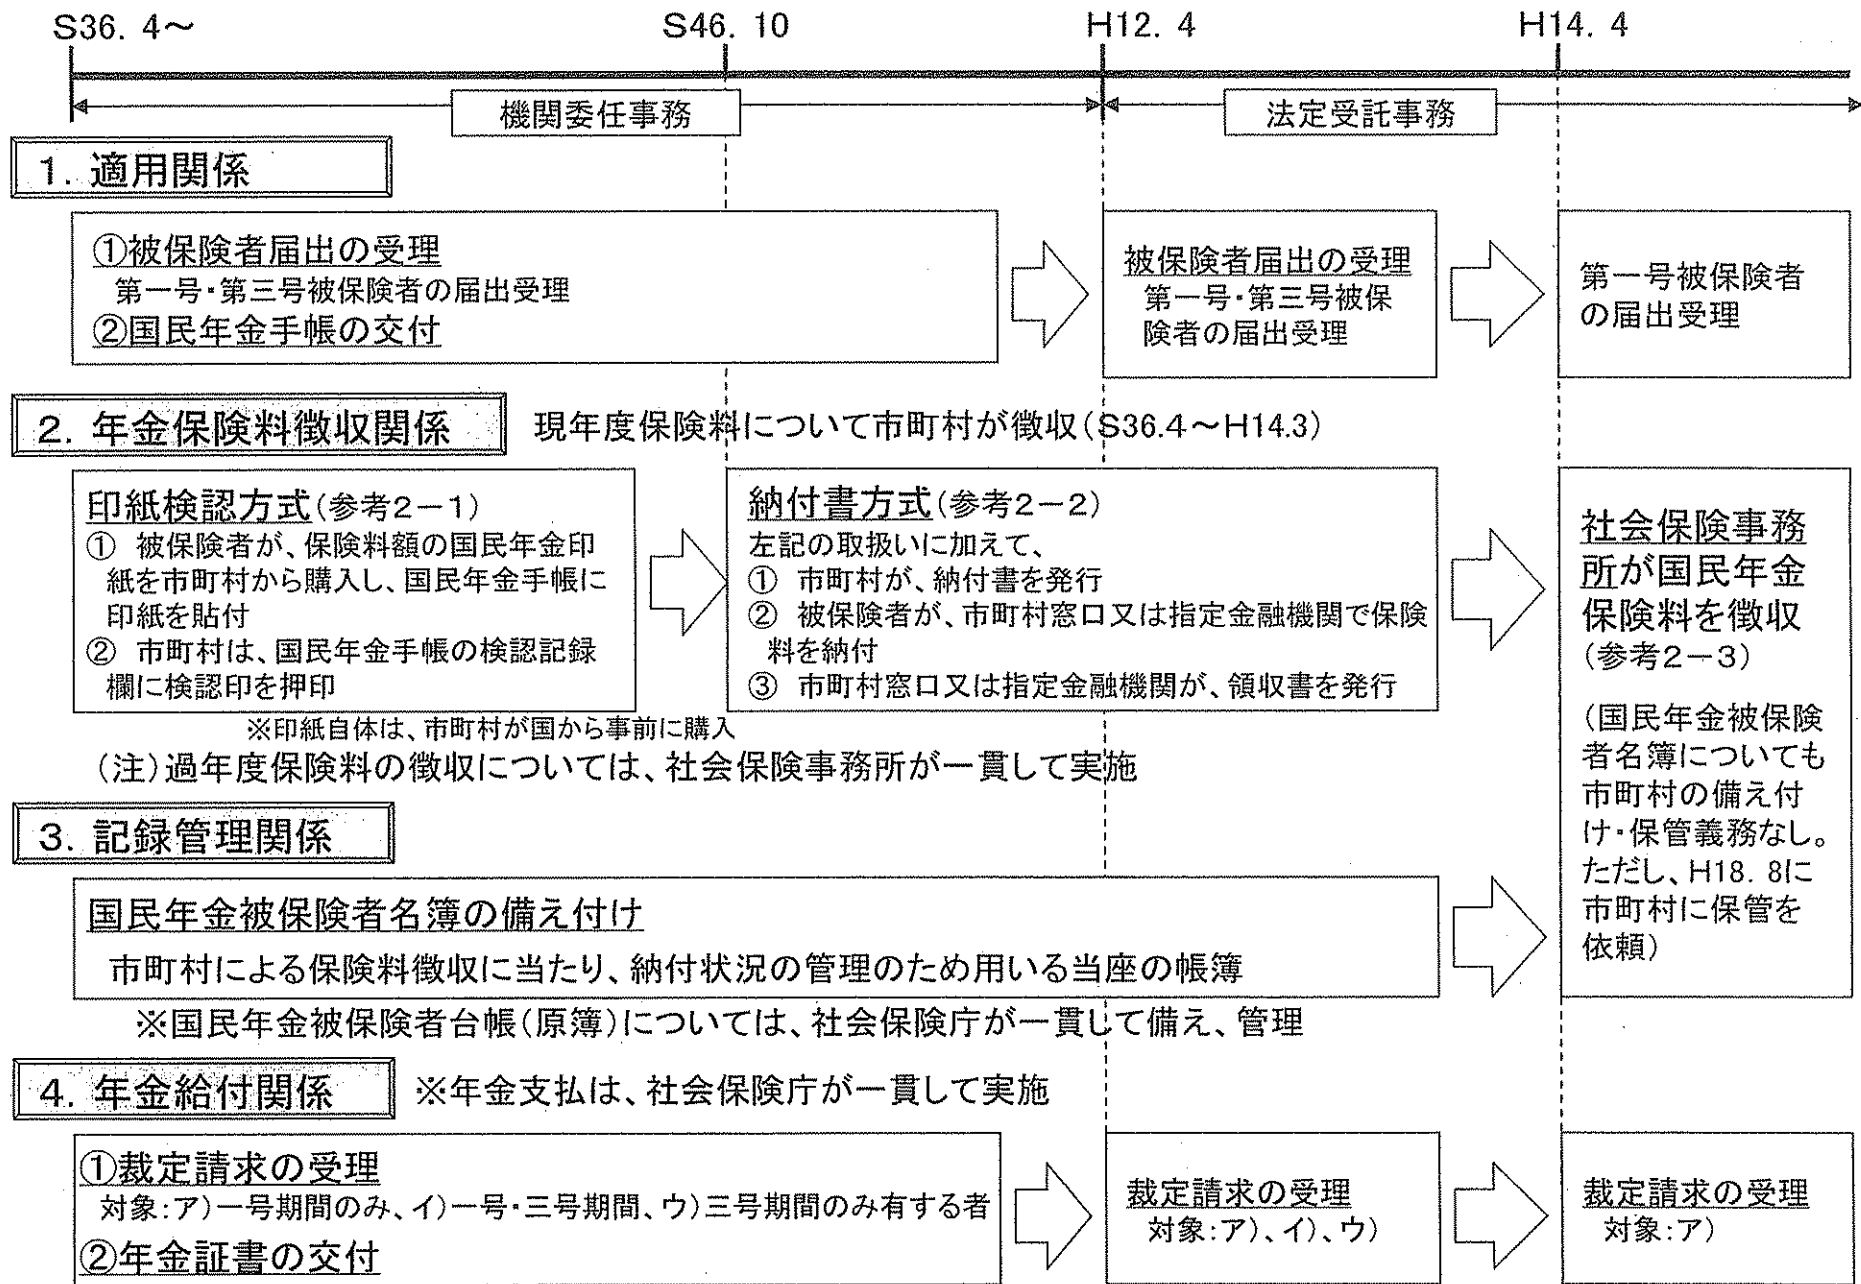 S36. 4～
S46. 10
H12. 4
H14. 4
機関委任事務
法定受託事務
1. 適用関係
①被保険者届出の受理
第一号・第三号被保険者の届出受理
②国民年金手帳の交付
被保険者届出の受理
第一号・第三号被保
険者の届出受理
第一号被保険者
の届出受理
2. 年金保険料徴収関係
現年度保険料について市町村が徴収(S36.4～H14.3)
印紙検認方式(参考2－1)
① 被保険者が、保険料額の国民年金印
紙を市町村から購入し、国民年金手帳に
印紙を貼付
② 市町村は、国民年金手帳の検認記録
欄に検認印を押印
※印紙自体は、市町村が国から事前に購入
納付書方式(参考2－2)
左記の取扱いに加えて、
① 市町村が、納付書を発行
② 被保険者が、市町村窓口又は指定金融機関で保険
料を納付
③ 市町村窓口又は指定金融機関が、領収書を発行
社会保険事務
所が国民年金
保険料を徴収
(参考2－3)
(国民年金被保険
者名簿についても
市町村の備え付
け・保管義務なし。
ただし、H18. 8に
市町村に保管を
依頼)
(注)過年度保険料の徴収については、社会保険事務所が一貫して実施
3. 記録管理関係
国民年金被保険者名簿の備え付け
市町村による保険料徴収に当たり、納付状況の管理のため用いる当座の帳簿
※国民年金被保険者台帳(原簿)については、社会保険庁が一貫して備え、管理
4. 年金給付関係
※年金支払は、社会保険庁が一貫して実施
①裁定請求の受理
対象:ア)一号期間のみ、イ)一号・三号期間、ウ)三号期間のみ有する者
②年金証書の交付
裁定請求の受理
対象:ア)、イ)、ウ)
裁定請求の受理
対象:ア)